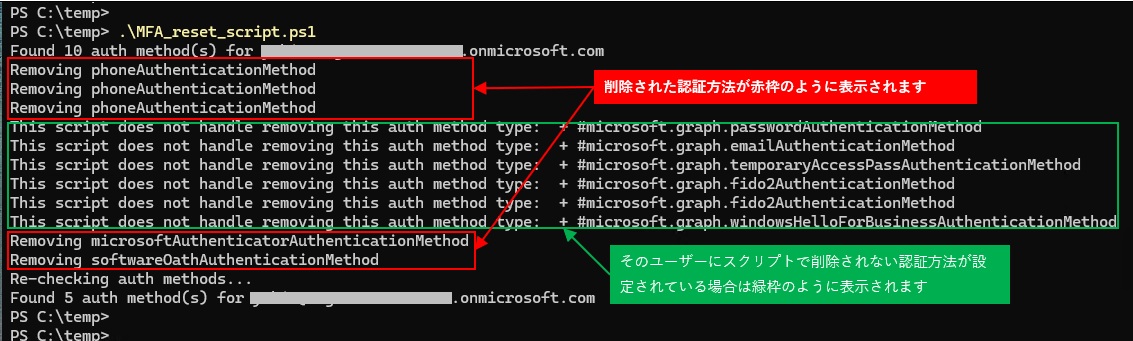 PS C:\temp>
PS C:\temp> .\MFA_reset_script.ps1
Found 10 auth method(s) for .onmicrosoft.com
Removing phoneAuthenticationMethod
Removing phoneAuthenticationMethod
Removing phoneAuthenticationMethod
削除された認証方法が赤枠のように表示されます
This script does not handle removing this auth method type:  + #microsoft.graph.passwordAuthenticationMethod
This script does not handle removing this auth method type:  + #microsoft.graph.emailAuthenticationMethod
This script does not handle removing this auth method type:  + #microsoft.graph.temporaryAccessPassAuthenticationMethod
This script does not handle removing this auth method type:  + #microsoft.graph.fido2AuthenticationMethod
This script does not handle removing this auth method type:  + #microsoft.graph.fido2AuthenticationMethod
This script does not handle removing this auth method type:  + #microsoft.graph.windowsHelloForBusinessAuthenticationMethod
Removing microsoftAuthenticatorAuthenticationMethod
Removing softwareOathAuthenticationMethod
そのユーザーにスクリプトで削除されない認証方法が設
定されている場合は緑枠のように表示されます
Re-checking auth methods...
Found 5 auth method(s) for .onmicrosoft.com
PS C:\temp>
PS C:\temp>